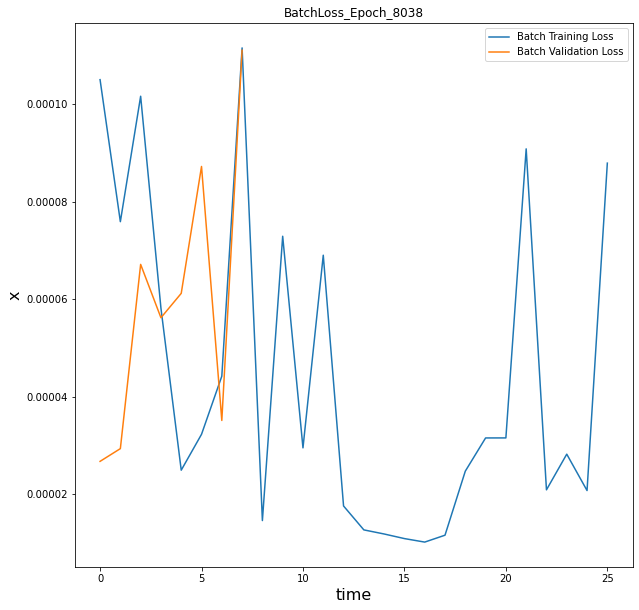 BatchLoss_Epoch_8038
Batch Training Loss
Batch Validation Loss
x
0.00010
0.00008
0.00006
0.00004
0.00002
0 5 10 15 20 25
time